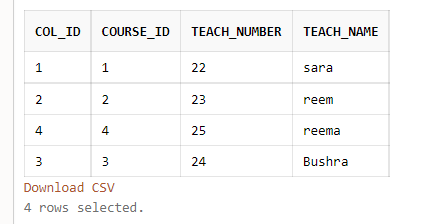 COL_ID COURSE_ID TEACH_NUMBER TEACH_NAME
1 1 22 sara
2 2 23 reem
4 4 25 reema
3 3 24 Bushra
Download CSV
4 rows selected.